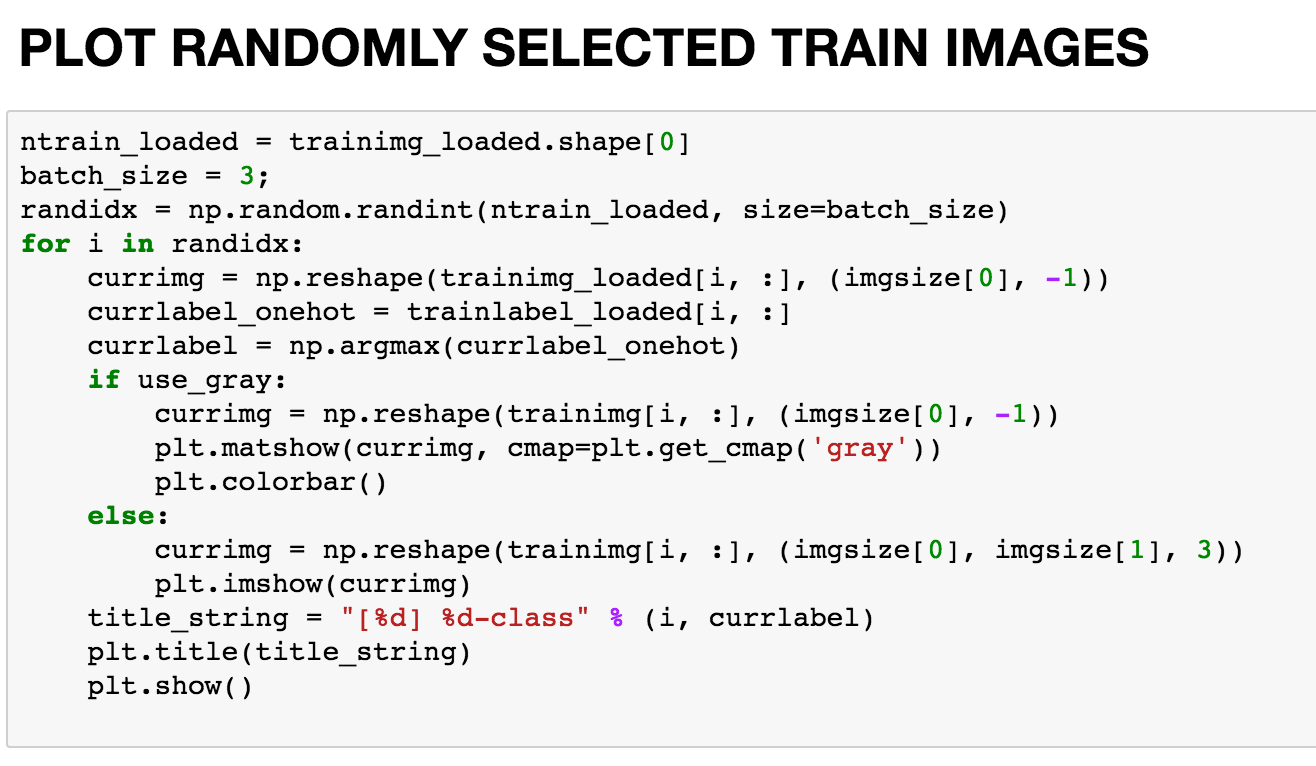 PLOT RANDOMLY SELECTED TRAIN IMAGES
ntrain_loaded = trainimg_loaded.shape[0]
batch_size = 3;
randidx = np.random.randint(ntrain_loaded, size=batch_size)
for i in randidx:
    currimg = np.reshape(trainimg_loaded[i, :], (imgsize[0], -1))
    currlabel_onehot = trainlabel_loaded[i, :]
    currlabel = np.argmax(currlabel_onehot)
    if use_gray:
        currimg = np.reshape(trainimg[i, :], (imgsize[0], -1))
        plt.matshow(currimg, cmap=plt.get_cmap('gray'))
        plt.colorbar()
    else:
        currimg = np.reshape(trainimg[i, :], (imgsize[0], imgsize[1], 3))
        plt.imshow(currimg)
    title_string = "[%d] %d-class" % (i, currlabel)
    plt.title(title_string)
    plt.show()